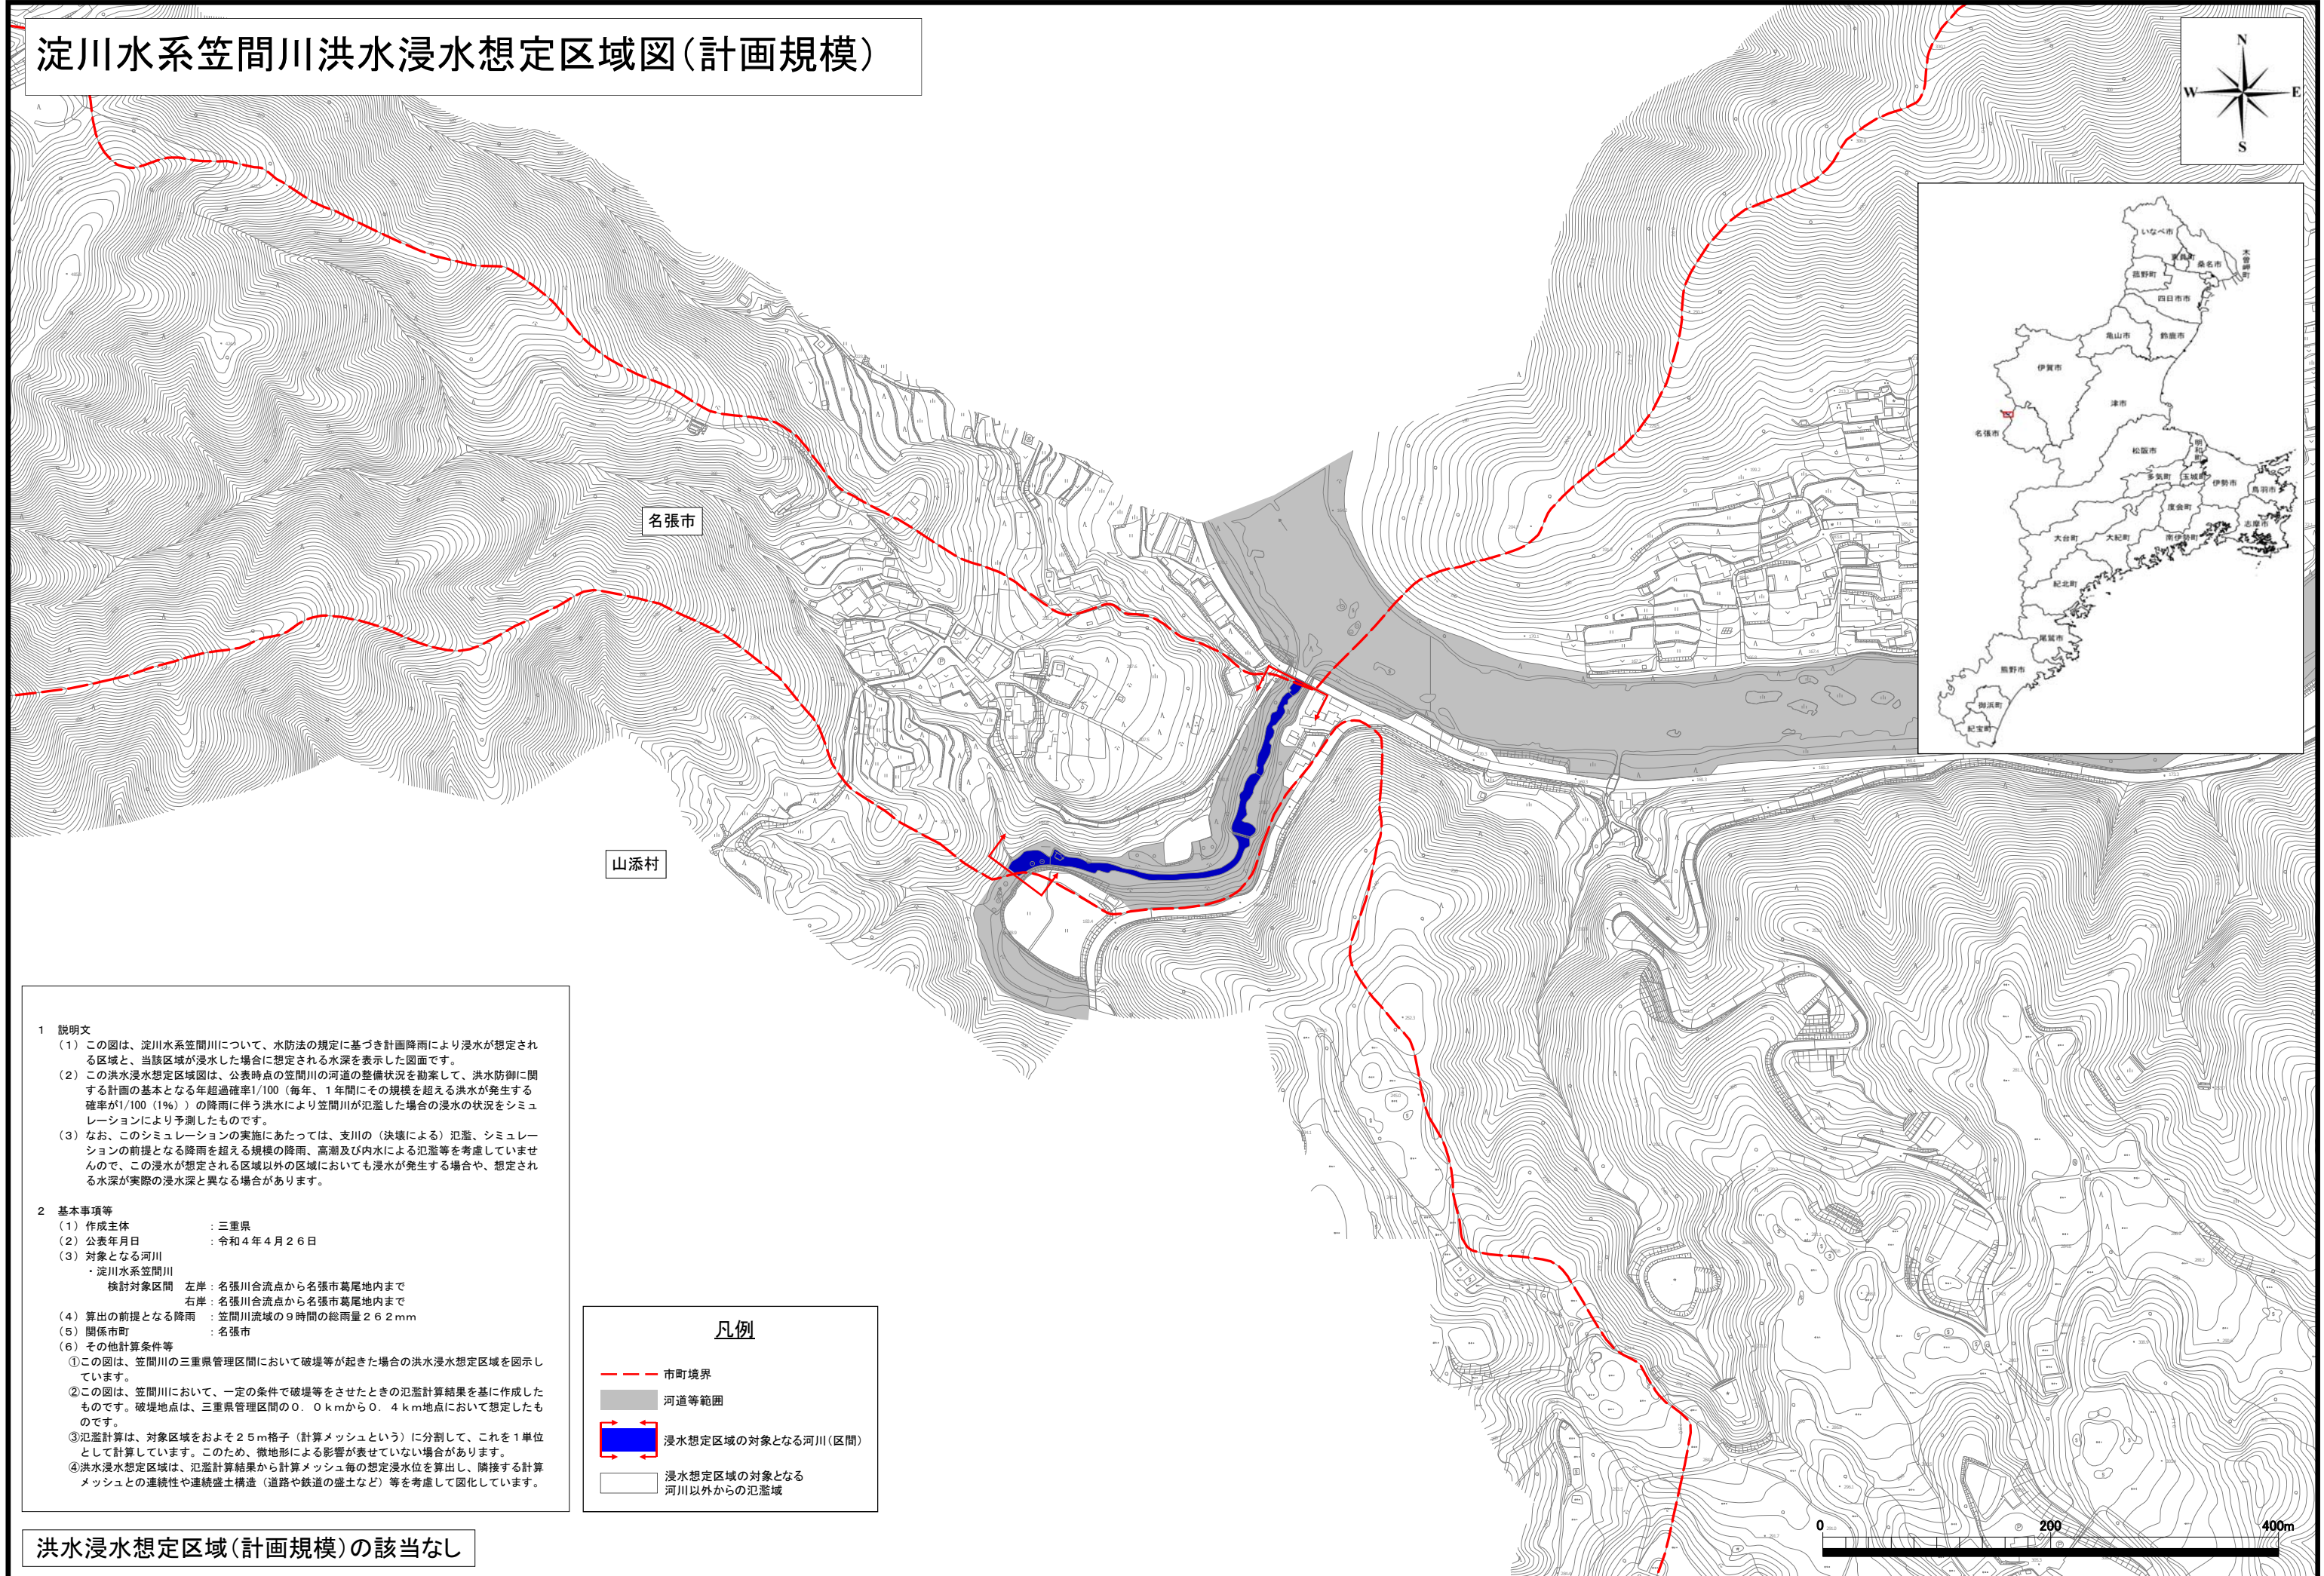 淀川水系笠間川洪水浸水想定区域図(計画規模)
N
W
E
S
いなべ市
東員町
桑名市
木曽岬町
菰野町
四日市市
亀山市
鈴鹿市
伊賀市
津市
名張市
松阪市
明和町
多気町
玉城町
伊勢市
鳥羽市
度会町
志摩市
大台町
大紀町
南伊勢町
紀北町
尾鷲市
熊野市
御浜町
紀宝町
名張市
山添村
1 説明文
(1)この図は、淀川水系笠間川について、水防法の規定に基づき計画降雨により浸水が想定され
る区域と、当該区域が浸水した場合に想定される水深を表示した図面です。
(2)この洪水浸水想定区域図は、公表時点の笠間川の河道の整備状況を勘案して、洪水防御に関
する計画の基本となる年超過確率1/100(毎年、1年間にその規模を超える洪水が発生する
確率が1/100(1%))の降雨に伴う洪水により笠間川が氾濫した場合の浸水の状況をシミュ
レーションにより予測したものです。
(3)なお、このシミュレーションの実施にあたっては、支川の(決壊による)氾濫、シミュレー
ションの前提となる降雨を超える規模の降雨、高潮及び内水による氾濫等を考慮していませ
んので、この浸水が想定される区域以外の区域においても浸水が発生する場合や、想定され
る水深が実際の浸水深と異なる場合があります。
2 基本事項等
(1)作成主体 :三重県
(2)公表年月日 :令和4年4月26日
(3)対象となる河川
・淀川水系笠間川
検討対象区間 左岸:名張川合流点から名張市葛尾地内まで
右岸:名張川合流点から名張市葛尾地内まで
(4)算出の前提となる降雨 :笠間川流域の9時間の総雨量262mm
(5)関係市町 :名張市
(6)その他計算条件等
①この図は、笠間川の三重県管理区間において破堤等が起きた場合の洪水浸水想定区域を図示し
ています。
②この図は、笠間川において、一定の条件で破堤等をさせたときの氾濫計算結果を基に作成した
ものです。破堤地点は、三重県管理区間の0.0kmから0.4km地点において想定したも
のです。
③氾濫計算は、対象区域をおよそ25m格子(計算メッシュという)に分割して、これを1単位
として計算しています。このため、微地形による影響が表せていない場合があります。
④洪水浸水想定区域は、氾濫計算結果から計算メッシュ毎の想定浸水位を算出し、隣接する計算
メッシュとの連続性や連続盛土構造(道路や鉄道の盛土など)等を考慮して図化しています。
凡例
市町境界
河道等範囲
浸水想定区域の対象となる河川(区間)
浸水想定区域の対象となる
河川以外からの氾濫域
洪水浸水想定区域(計画規模)の該当なし
0 200 400m